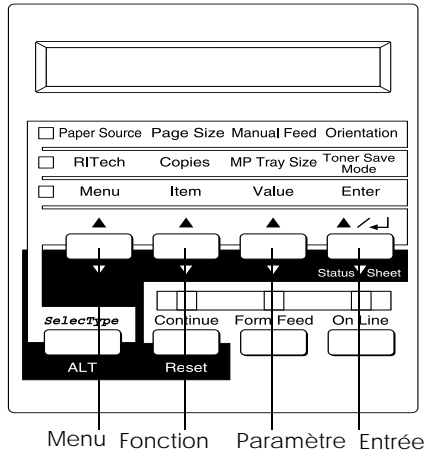 Paper Source Page Size Manual Feed Orientation
RITech Copies MP Tray Size Toner Save Mode
Menu Item Value Enter
Status Sheet
SelecType Continue Form Feed On Line
ALT Reset
Menu Fonction Paramètre Entrée